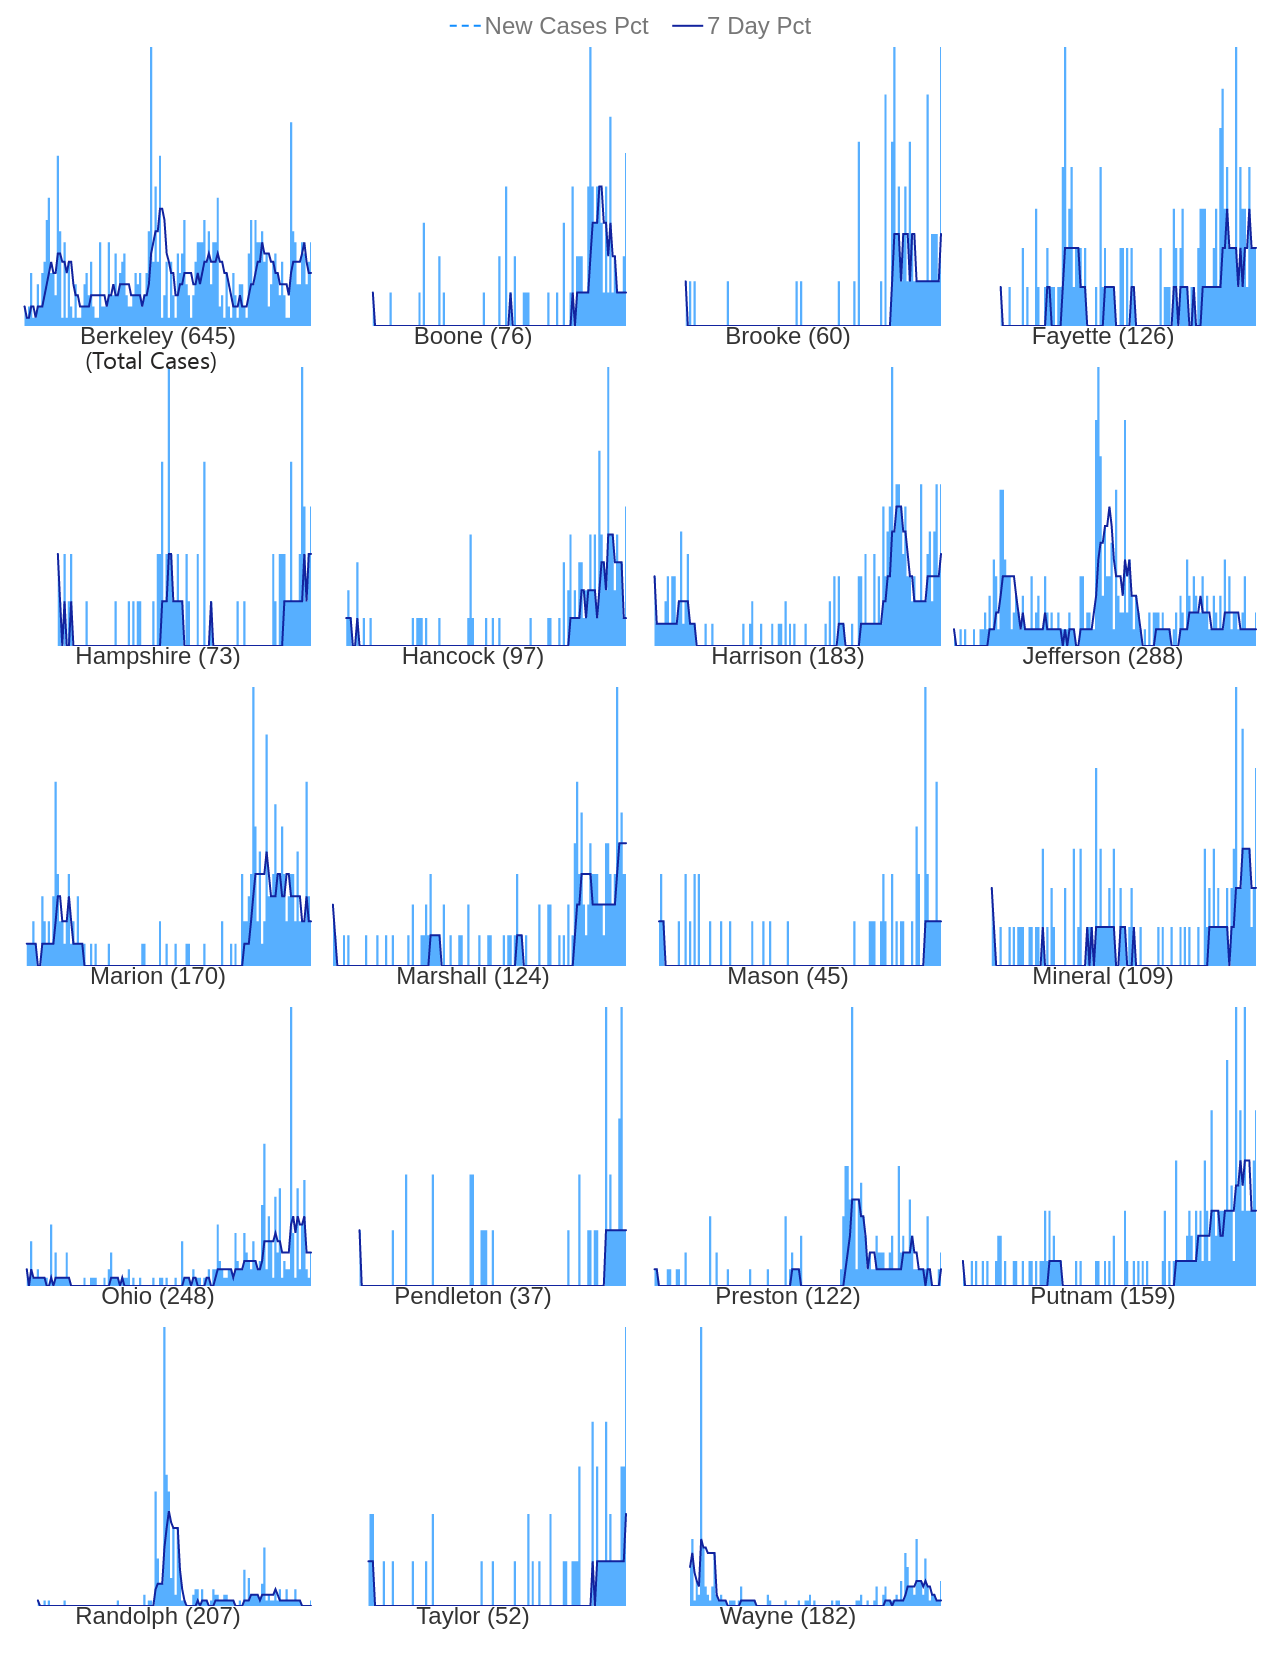 New Cases Pct 7 Day Pct
Berkeley (645) Boone (76) Brooke (60) Fayette (126)
(Total Cases)
Hampshire (73) Hancock (97) Harrison (183) Jefferson (288)
Marion (170) Marshall (124) Mason (45) Mineral (109)
Ohio (248) Pendleton (37) Preston (122) Putnam (159)
Randolph (207) Taylor (52) Wayne (182)